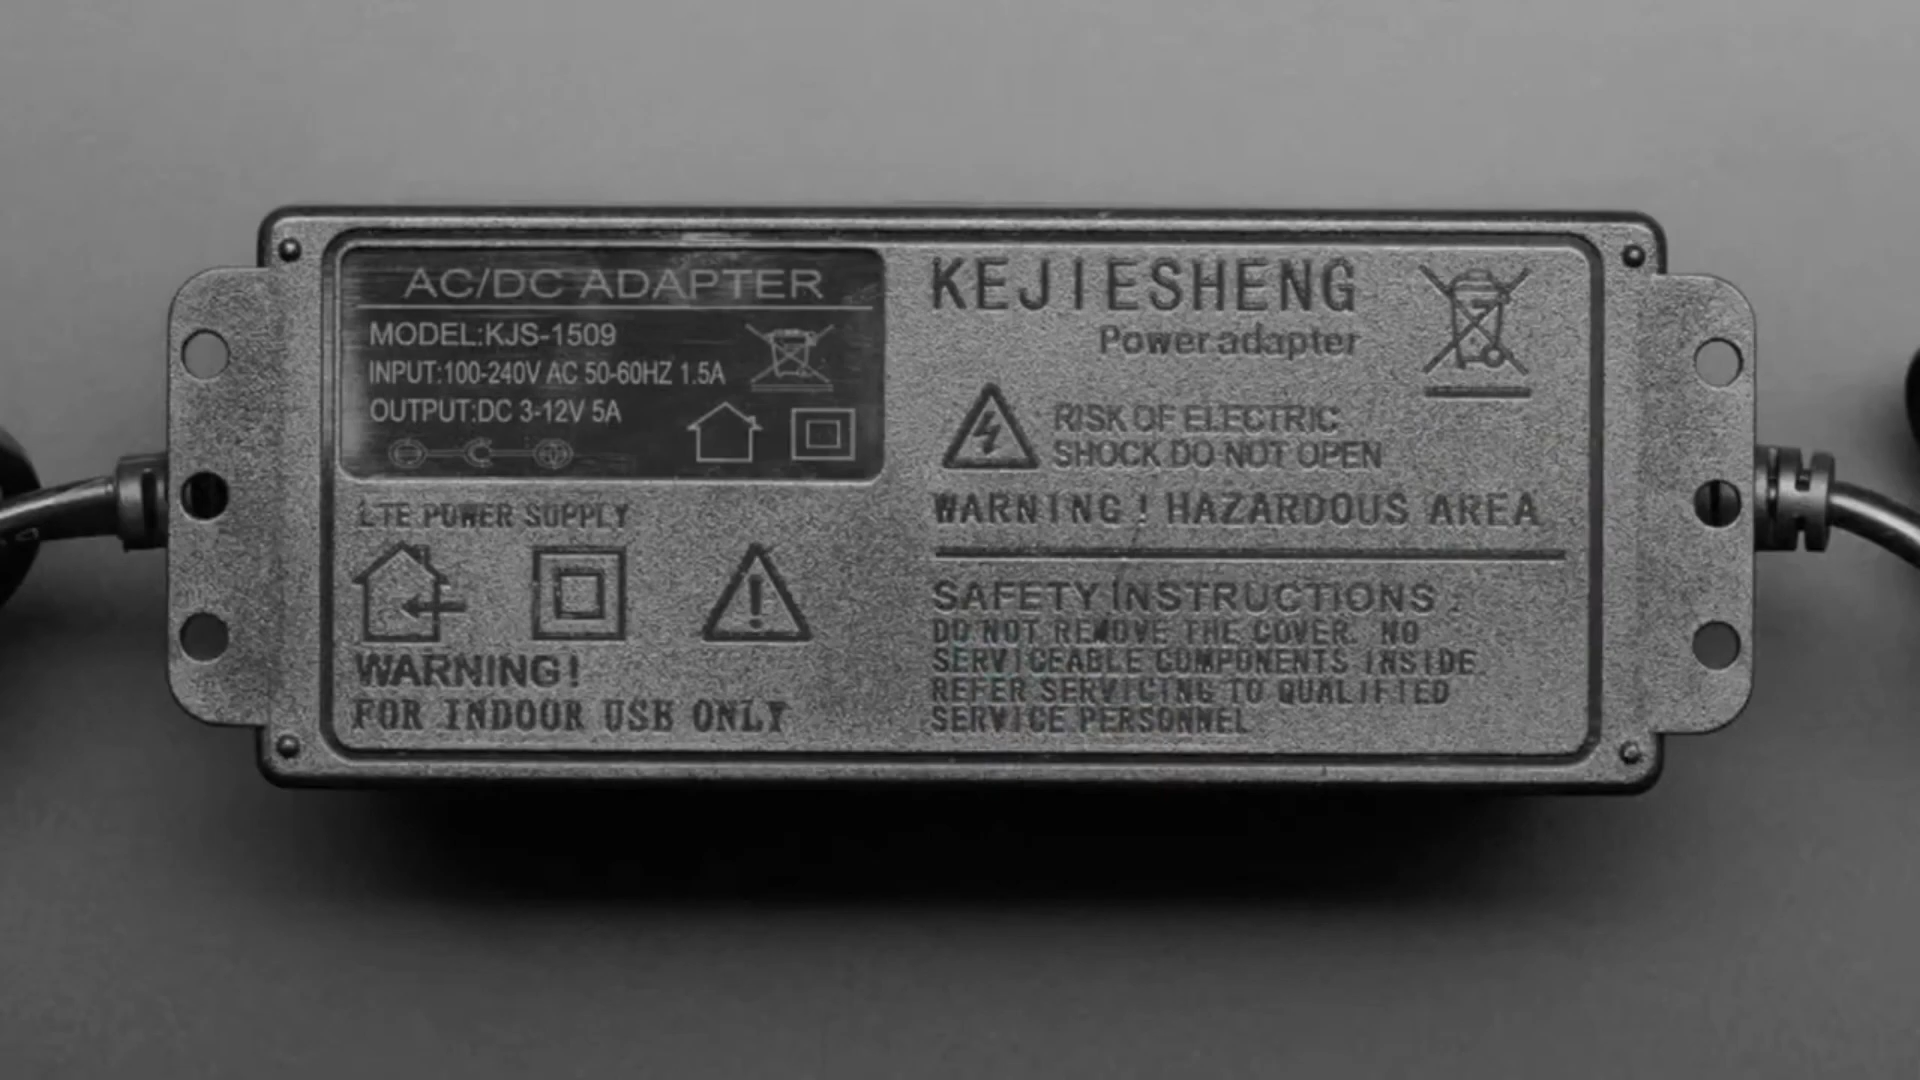 AC/DC ADAPTER
MODEL:KJS-1509
INPUT:100-240V AC 50-60HZ 1.5A
OUTPUT:DC 3-12V 5A
LTE POWER SUPPLY
WARNING!
FOR INDOOR USE ONLY
KEJIESHENG
Power adapter
RISK OF ELECTRIC
SHOCK DO NOT OPEN
WARNING! HAZARDOUS AREA
SAFETY INSTRUCTIONS:
DO NOT REMOVE THE COVER. NO
SERVICEABLE COMPONENTS INSIDE
REFER SERVICING TO QUALIFIED
SERVICE PERSONNEL